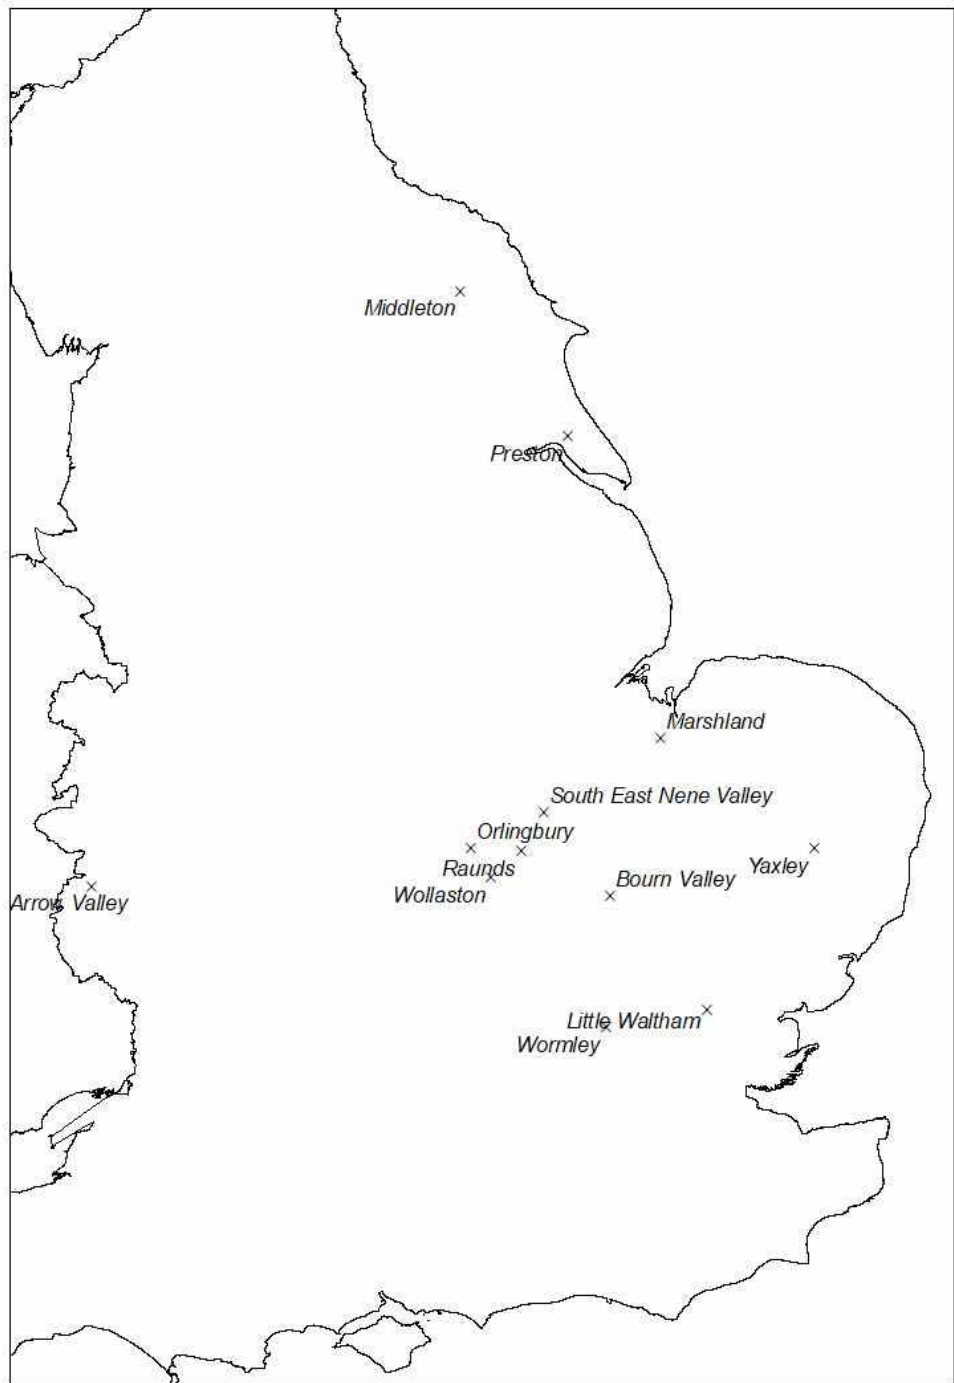 Middleton
Preston
Marshland
South East Nene Valley
Orlingbury
Raunds
Yaxley
Bourn Valley
Wollaston
Arrow Valley
Little Waltham
Wormley